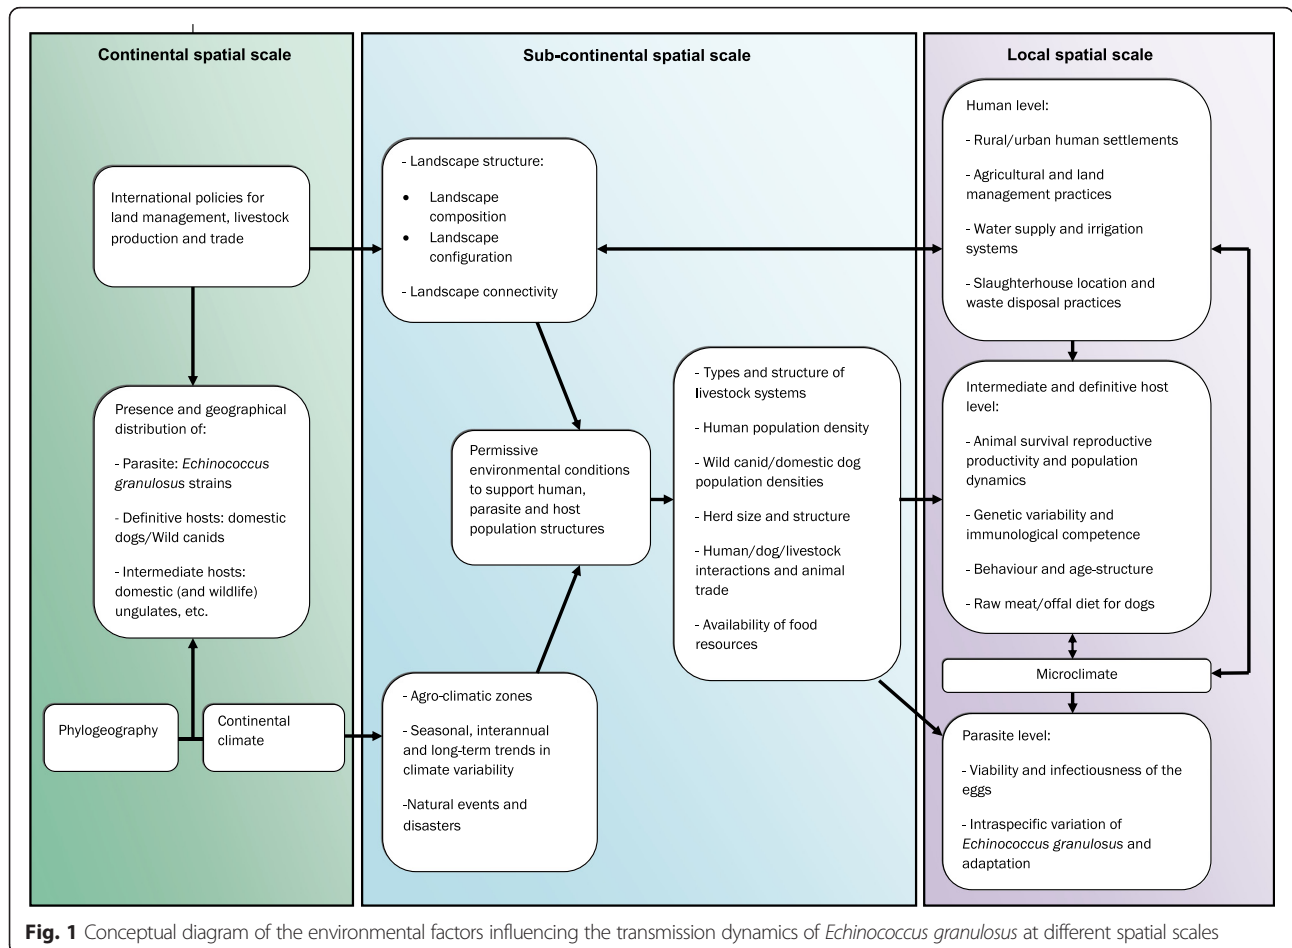 Continental spatial scale
International policies for
land management, livestock
production and trade
Presence and geographical
distribution of:
- Parasite: Echinococcus
granulosus strains
- Definitive hosts: domestic
dogs/Wild canids
- Intermediate hosts:
domestic (and wildlife)
ungulates, etc.
Phylogeography
Continental
climate
Sub-continental spatial scale
- Landscape structure:
• Landscape
composition
• Landscape
configuration
- Landscape connectivity
Permissive
environmental conditions
to support human,
parasite and host
population structures
- Agro-climatic zones
- Seasonal, interannual
and long-term trends in
climate variability
-Natural events and
disasters
- Types and structure of
livestock systems
- Human population density
- Wild canid/domestic dog
population densities
- Herd size and structure
- Human/dog/livestock
interactions and animal
trade
- Availability of food
resources
Local spatial scale
Human level:
- Rural/urban human settlements
- Agricultural and land
management practices
- Water supply and irrigation
systems
- Slaughterhouse location and
waste disposal practices
Intermediate and definitive host
level:
- Animal survival reproductive
productivity and population
dynamics
- Genetic variability and
immunological competence
- Behaviour and age-structure
- Raw meat/offal diet for dogs
Microclimate
Parasite level:
- Viability and infectiousness of the
eggs
- Intraspecific variation of
Echinococcus granulosus and
adaptation
Fig. 1 Conceptual diagram of the environmental factors influencing the transmission dynamics of Echinococcus granulosus at different spatial scales